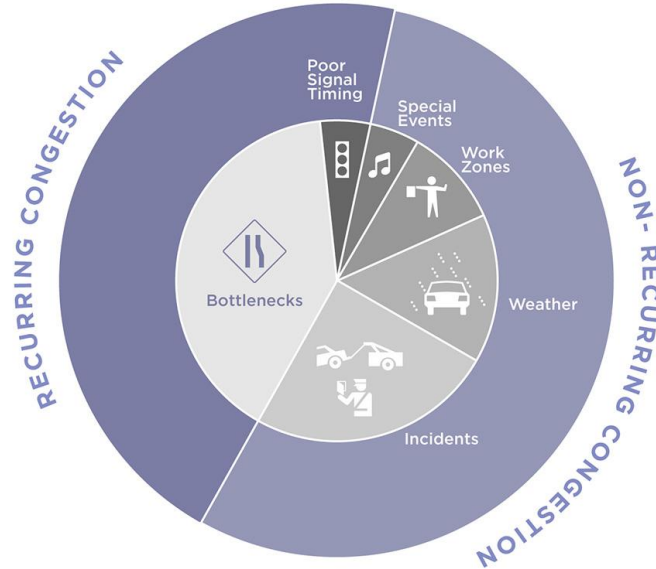 RECURRING CONGESTION
Poor
Signal
Timing
Special
Events
Work
Zones
Weather
Incidents
Bottlenecks
NON- RECURRING CONGESTION